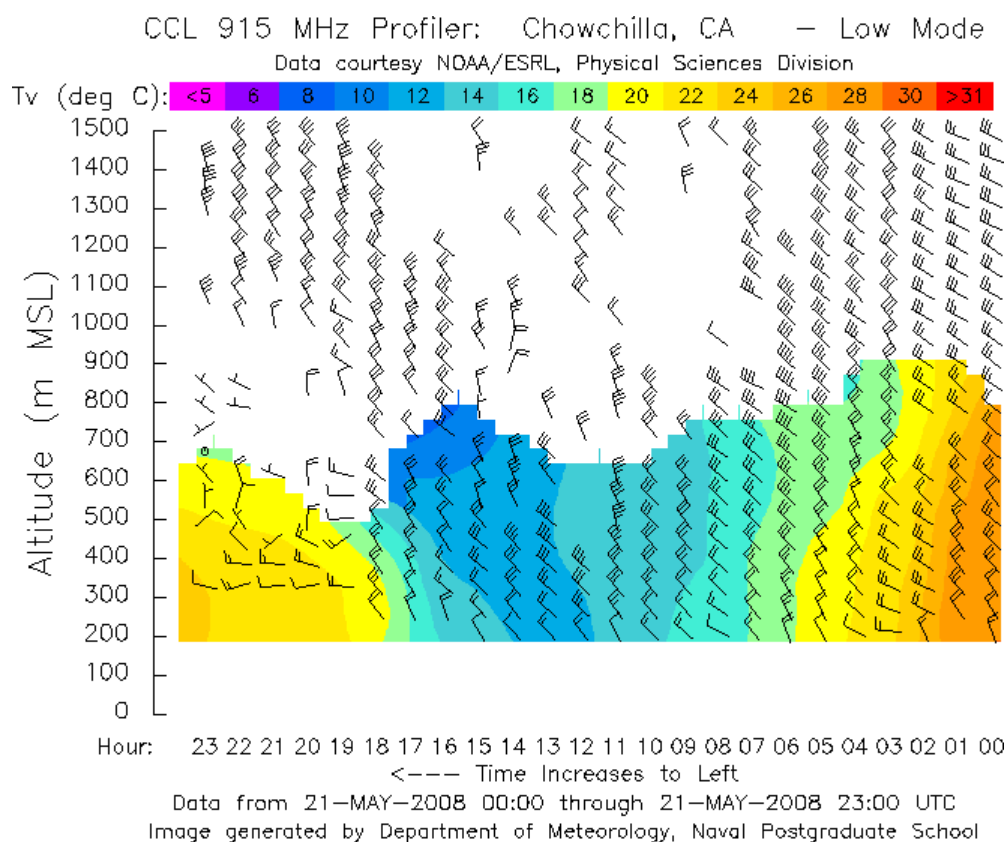 CCL 915 MHz Profiler: Chowchilla, CA – Low Mode
Data courtesy NOAA/ESRL, Physical Sciences Division
Tv (deg C): <5 6 8 10 12 14 16 18 20 22 24 26 28 30 >31
1500
1400
1300
1200
1100
1000
900
800
700
600
500
400
300
200
100
0
Altitude (m MSL)
Hour: 23 22 21 20 19 18 17 16 15 14 13 12 11 10 09 08 07 06 05 04 03 02 01 00
<––– Time Increases to Left
Data from 21–MAY–2008 00:00 through 21–MAY–2008 23:00 UTC
Image generated by Department of Meteorology, Naval Postgraduate School